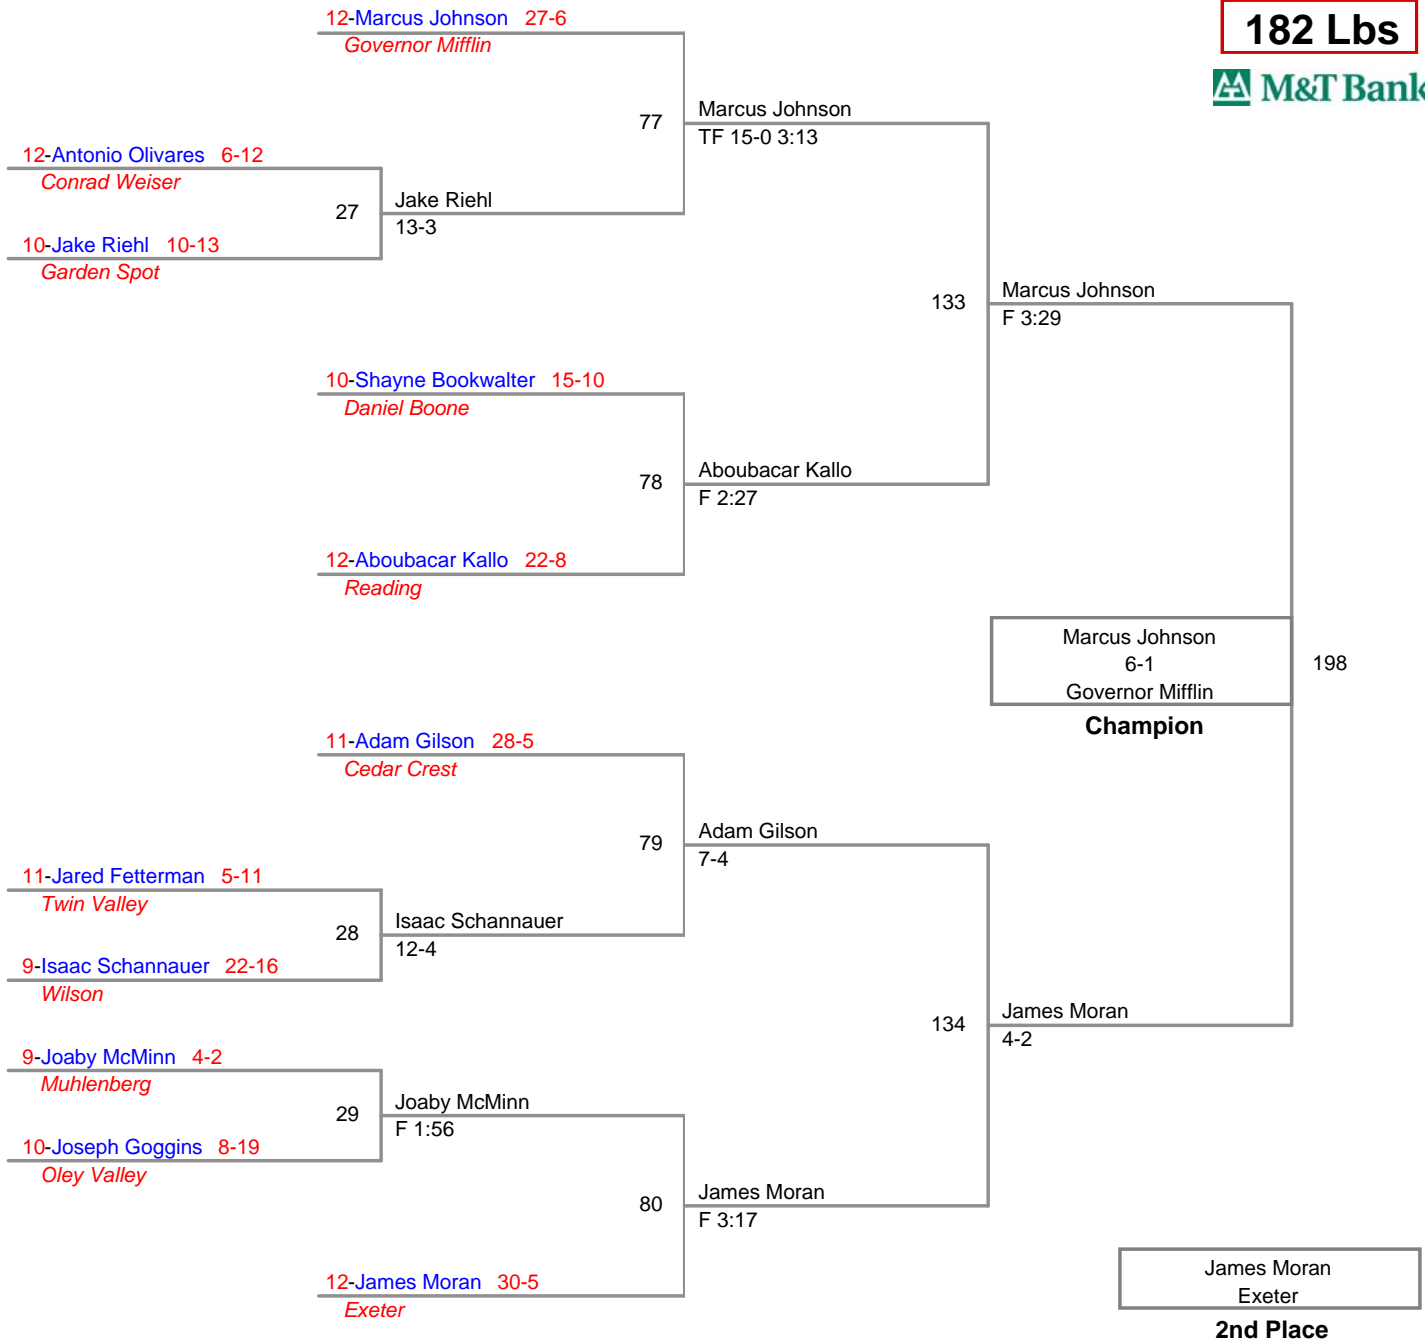 12-Marcus Johnson 27-6
Governor Mifflin
182 Lbs
M&T Bank
77
Marcus Johnson
TF 15-0 3:13
12-Antonio Olivares 6-12
Conrad Weiser
27
Jake Riehl
13-3
10-Jake Riehl 10-13
Garden Spot
133
Marcus Johnson
F 3:29
10-Shayne Bookwalter 15-10
Daniel Boone
78
Aboubacar Kallo
F 2:27
12-Aboubacar Kallo 22-8
Reading
Marcus Johnson
6-1
Governor Mifflin
198
Champion
11-Adam Gilson 28-5
Cedar Crest
79
Adam Gilson
7-4
11-Jared Fetterman 5-11
Twin Valley
28
Isaac Schannauer
12-4
9-Isaac Schannauer 22-16
Wilson
134
James Moran
4-2
9-Joaby McMinn 4-2
Muhlenberg
29
Joaby McMinn
F 1:56
10-Joseph Goggins 8-19
Oley Valley
80
James Moran
F 3:17
12-James Moran 30-5
Exeter
James Moran
Exeter
2nd Place